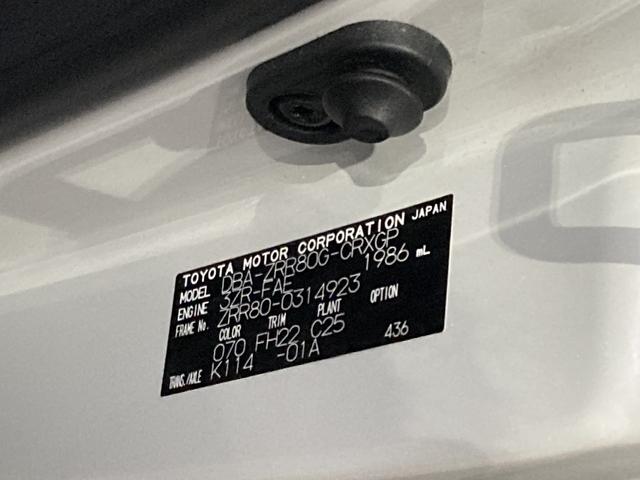 TOYOTA MOTOR CORPORATION JAPAN
MODEL DBA-ZRR80G-CRXGP
ENGINE 3ZR-FAE 1986 mL
FRAME No. ZRR80-0314923
COLOR TRIM PLANT OPTION
070 FH22 C25 436
TRANS./AXLE K114 -01A